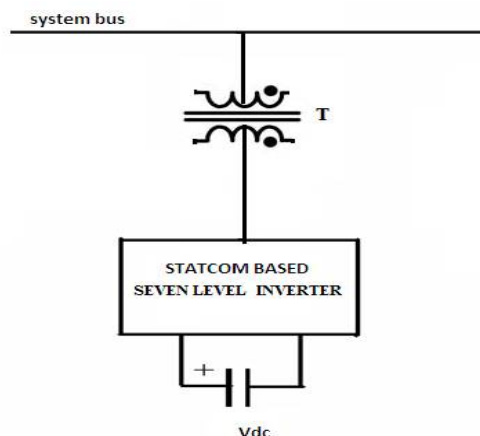 system bus
T
STATCOM BASED
SEVEN LEVEL INVERTER
+
Vdc